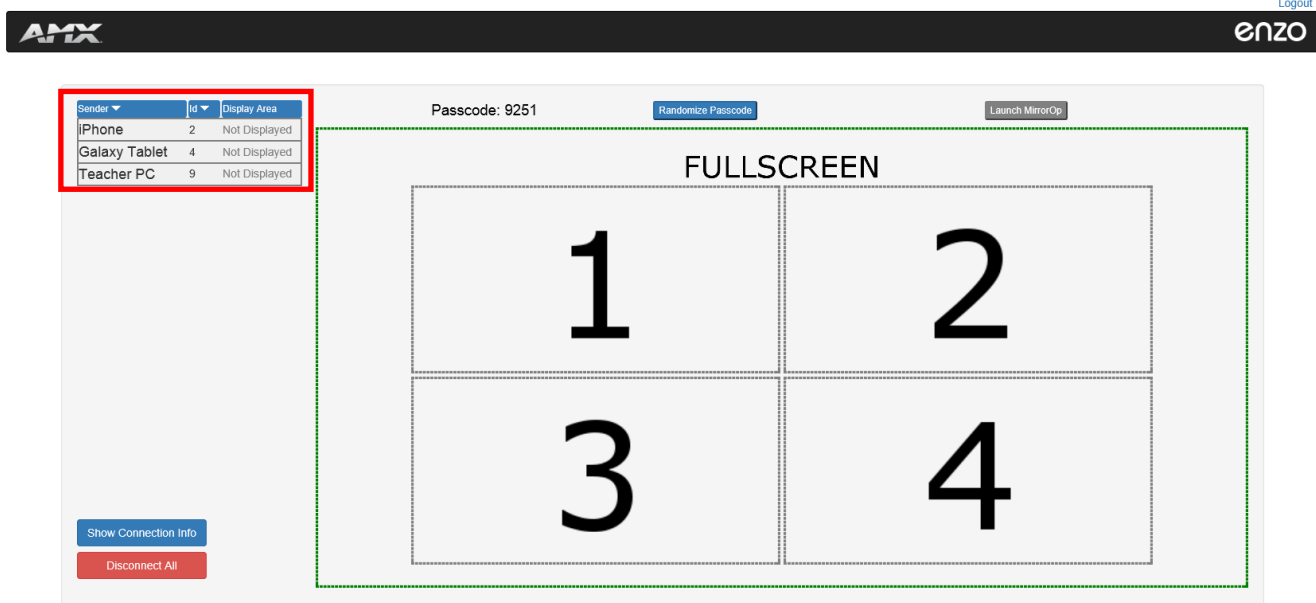 Logout
AMX enzo
Sender Id Display Area
Passcode: 9251 Randomize Passcode Launch MirrorOp
iPhone 2 Not Displayed
Galaxy Tablet 4 Not Displayed
Teacher PC 9 Not Displayed
FULLSCREEN
1 2
3 4
Show Connection Info
Disconnect All